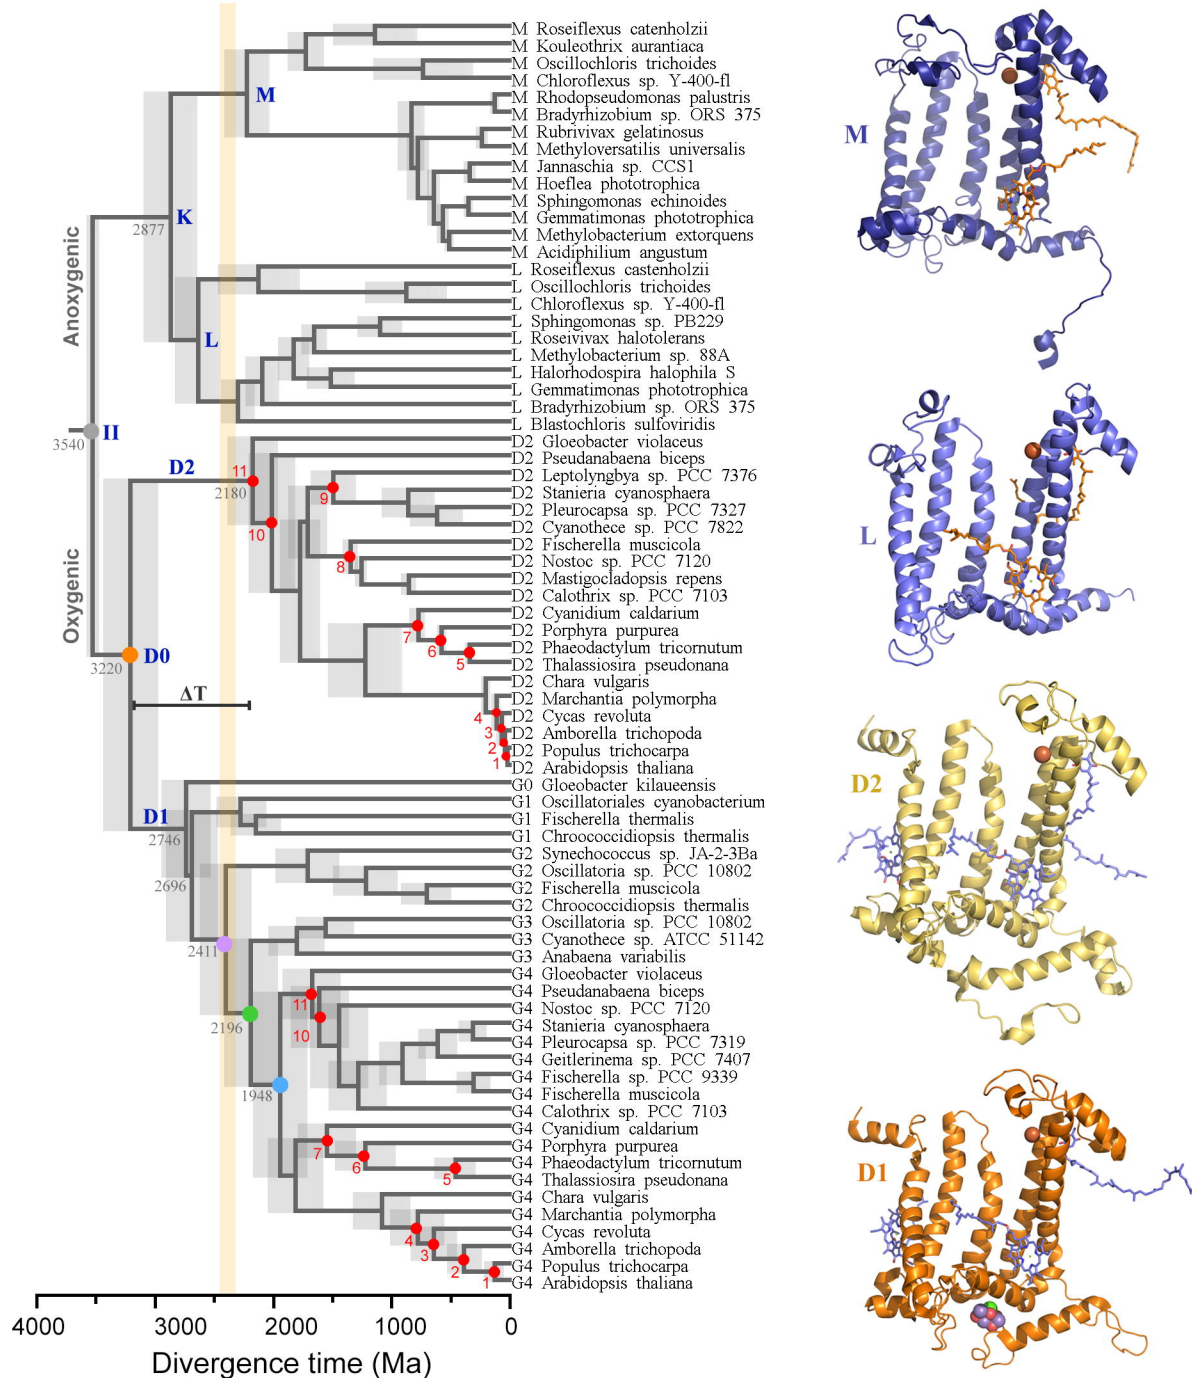 M Roseiflexus catenholzii
M Kouleothrix aurantiaca
M Oscillochloris trichoides
M Chloroflexus sp. Y-400-fl
M Rhodopseudomonas palustris
M Bradyrhizobium sp. ORS 375
M Rubrivivax gelatinosus
M Methyloversatilis universalis
M Jannaschia sp. CCS1
M Hoeflea phototrophica
M Sphingomonas echinoides
M Gemmatimonas phototrophica
M Methylobacterium extorquens
M Acidiphilium angustum
L Roseiflexus castenholzii
L Oscillochloris trichoides
L Chloroflexus sp. Y-400-fl
L Sphingomonas sp. PB229
L Roseivivax halotolerans
L Methylobacterium sp. 88A
L Halorhodospira halophila S
L Gemmatimonas phototrophica
L Bradyrhizobium sp. ORS 375
L Blastochloris sulfoviridis
D2 Gloeobacter violaceus
D2 Pseudanabaena biceps
D2 Leptolyngbya sp. PCC 7376
D2 Stanieria cyanosphaera
D2 Pleurocapsa sp. PCC 7327
D2 Cyanothece sp. PCC 7822
D2 Fischerella muscicola
D2 Nostoc sp. PCC 7120
D2 Mastigocladopsis repens
D2 Calothrix sp. PCC 7103
D2 Cyanidium caldarium
D2 Porphyra purpurea
D2 Phaeodactylum tricornutum
D2 Thalassiosira pseudonana
D2 Chara vulgaris
D2 Marchantia polymorpha
D2 Cycas revoluta
D2 Amborella trichopoda
D2 Populus trichocarpa
D2 Arabidopsis thaliana
G0 Gloeobacter kilaueensis
G1 Oscillatoriales cyanobacterium
G1 Fischerella thermalis
G1 Chroococcidiopsis thermalis
G2 Synechococcus sp. JA-2-3Ba
G2 Oscillatoria sp. PCC 10802
G2 Fischerella muscicola
G2 Chroococcidiopsis thermalis
G3 Oscillatoria sp. PCC 10802
G3 Cyanothece sp. ATCC 51142
G3 Anabaena variabilis
G4 Gloeobacter violaceus
G4 Pseudanabaena biceps
G4 Nostoc sp. PCC 7120
G4 Stanieria cyanosphaera
G4 Pleurocapsa sp. PCC 7319
G4 Geitlerinema sp. PCC 7407
G4 Fischerella sp. PCC 9339
G4 Fischerella muscicola
G4 Calothrix sp. PCC 7103
G4 Cyanidium caldarium
G4 Porphyra purpurea
G4 Phaeodactylum tricornutum
G4 Thalassiosira pseudonana
G4 Chara vulgaris
G4 Marchantia polymorpha
G4 Cycas revoluta
G4 Amborella trichopoda
G4 Populus trichocarpa
G4 Arabidopsis thaliana
M
K
2877
L
Anoxygenic
3540
II
Oxygenic
D2
2180
11
10
9
8
7
6
5
4
3
2
1
3220
D0
ΔT
D1
2746
2696
2411
2196
1948
11
10
7
6
5
4
3
2
1
4000
3000
2000
1000
0
Divergence time (Ma)
M
L
D2
D1